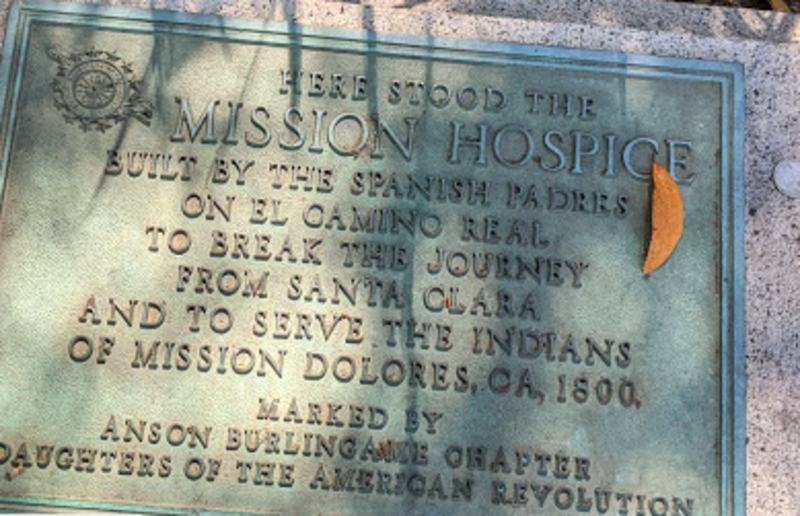 HERE STOOD THE
MISSION HOSPICE
BUILT BY THE SPANISH PADRES
ON EL CAMINO REAL
TO BREAK THE JOURNEY
FROM SANTA CLARA
AND TO SERVE THE INDIANS
OF MISSION DOLORES, CA, 1800.
MARKED BY
ANSON BURLINGAME CHAPTER
DAUGHTERS OF THE AMERICAN REVOLUTION